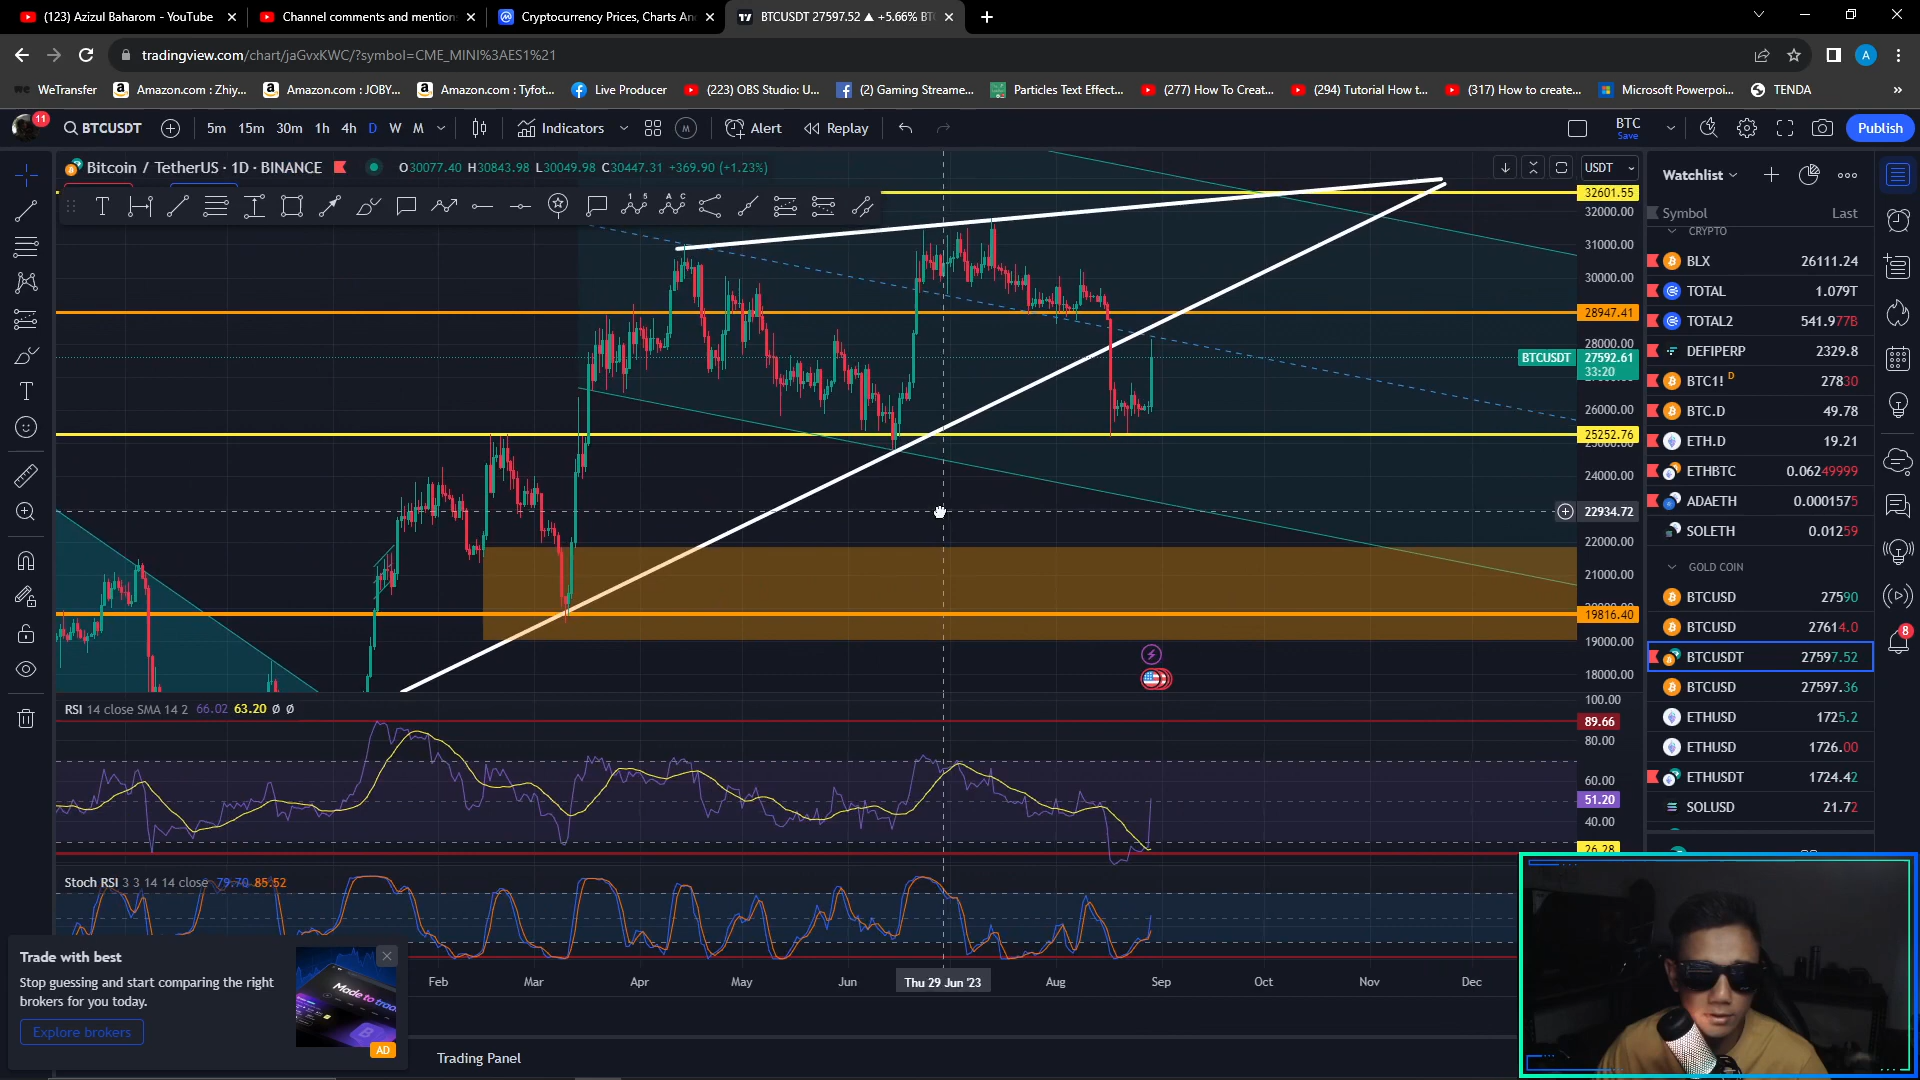 (123) Azizul Baharom - YouTube
Channel comments and mention
Cryptocurrency Prices, Charts An
BTCUSDT 27597.52 ▲ +5.66% BT
tradingview.com/chart/jaGvxKWC/?symbol=CME_MINI%3AES1%21
A
WeTransfer
Amazon.com : Zhiy...
Amazon.com : JOBY...
Amazon.com : Tyfot...
Live Producer
(223) OBS Studio: U...
(2) Gaming Streame...
Particles Text Effect...
(277) How To Creat...
(294) Tutorial How t...
(317) How to create...
Microsoft Powerpoi...
TENDA
»
11
BTCUSDT
5m 15m 30m 1h 4h D W M
Indicators
M
Alert
Replay
BTC
Save
Publish
Bitcoin / TetherUS · 1D · BINANCE
O30077.40 H30843.98 L30049.98 C30447.31 +369.90 (+1.23%)
USDT
32601.55
32000.00
31000.00
30000.00
28947.41
28000.00
BTCUSDT 27592.61
33:20
26000.00
25252.76
24000.00
22934.72
22000.00
21000.00
19816.40
19000.00
18000.00
RSI 14 close SMA 14 2 66.02 63.20 Ø Ø
100.00
89.66
80.00
60.00
51.20
40.00
26.28
Stoch RSI 3 3 14 14 close 79.70 85.52
Feb
Mar
Apr
May
Jun
Thu 29 Jun '23
Aug
Sep
Oct
Nov
Dec
Trade with best
Stop guessing and start comparing the right
brokers for you today.
Explore brokers
Made to trade
AD
Trading Panel
Watchlist
Symbol Last
CRYPTO
BLX 26111.24
TOTAL 1.079T
TOTAL2 541.977B
DEFIPERP 2329.8
BTC1! D 27830
BTC.D 49.78
ETH.D 19.21
ETHBTC 0.06249999
ADAETH 0.0001575
SOLETH 0.01259
GOLD COIN
BTCUSD 27590
BTCUSD 27614.0
BTCUSDT 27597.52
BTCUSD 27597.36
ETHUSD 1725.2
ETHUSD 1726.00
ETHUSDT 1724.42
SOLUSD 21.72
8